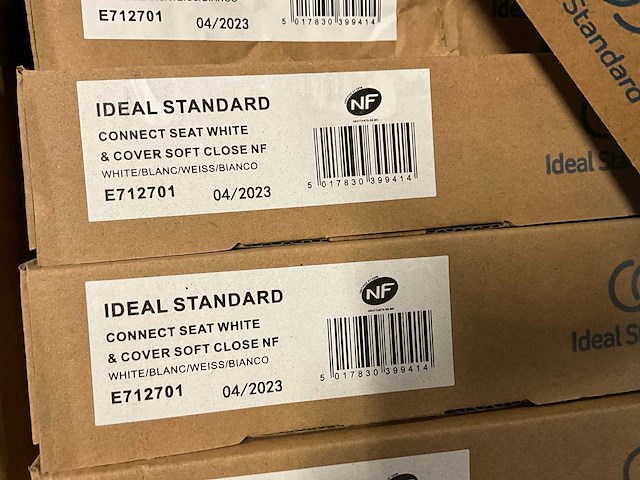 E712701 04/2023
5 017830 399414
Standard
IDEAL STANDARD
CONNECT SEAT WHITE
& COVER SOFT CLOSE NF
WHITE/BLANC/WEISS/BIANCO
E712701 04/2023
NF
5 017830 399414
Ideal
IDEAL STANDARD
CONNECT SEAT WHITE
& COVER SOFT CLOSE NF
WHITE/BLANC/WEISS/BIANCO
E712701 04/2023
NF
5 017830 399414
Ideal S